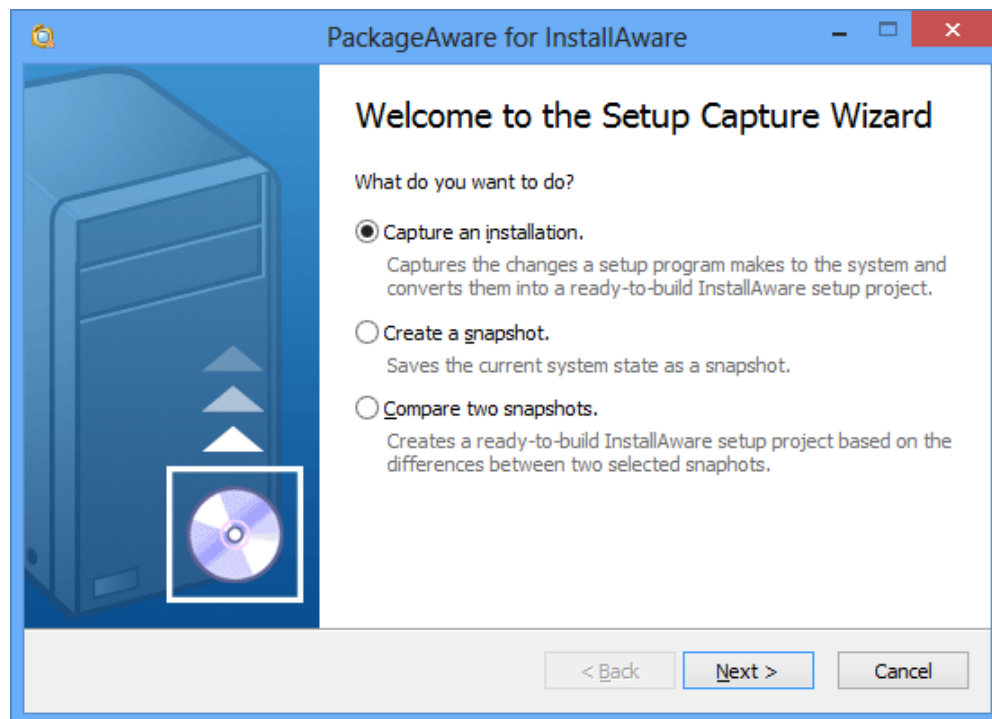 PackageAware for InstallAware
Welcome to the Setup Capture Wizard
What do you want to do?
Capture an installation.
Captures the changes a setup program makes to the system and
converts them into a ready-to-build InstallAware setup project.
Create a snapshot.
Saves the current system state as a snapshot.
Compare two snapshots.
Creates a ready-to-build InstallAware setup project based on the
differences between two selected snaphots.
< Back
Next >
Cancel